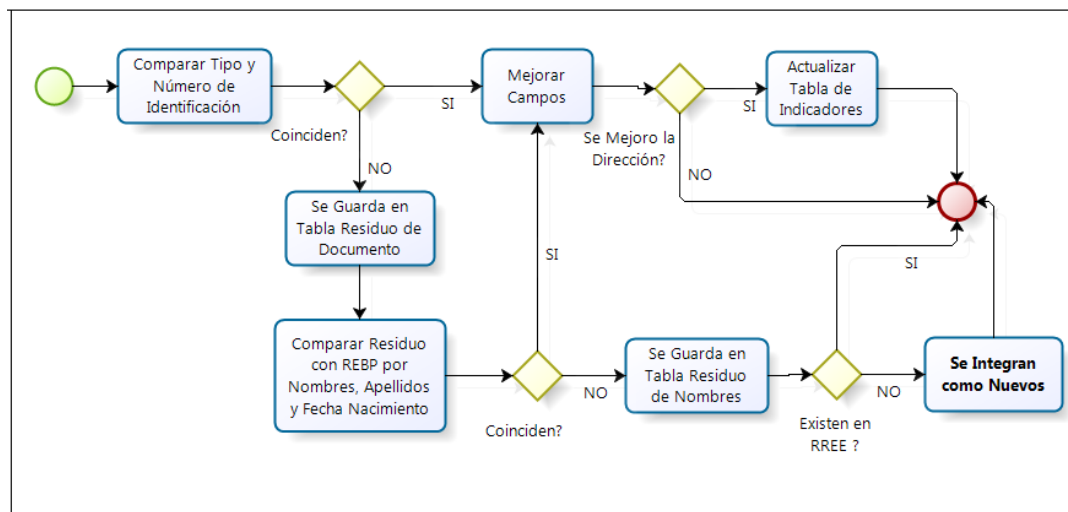 Comparar Tipo y
Número de
Identificación
Coinciden?
SI
NO
Mejorar
Campos
Se Mejoro la
Dirección?
SI
NO
Actualizar
Tabla de
Indicadores
Se Guarda en
Tabla Residuo de
Documento
Comparar Residuo
con REBP por
Nombres, Apellidos
y Fecha Nacimiento
Coinciden?
SI
NO
Se Guarda en
Tabla Residuo
de Nombres
Existen en
RREE ?
SI
NO
Se Integran
como Nuevos